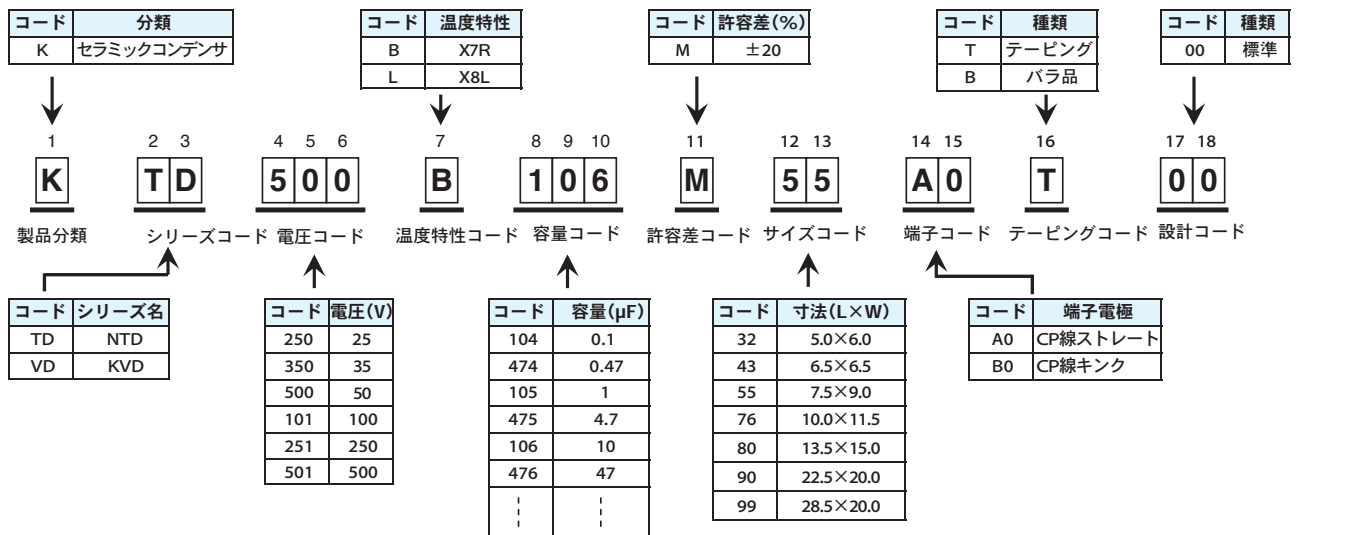 コード 分類
K セラミックコンデンサ
コード 温度特性
B X7R
L X8L
コード 許容差(%)
M ±20
コード 種類
T テーピング
B バラ品
コード 種類
00 標準
1 2 3 4 5 6 7 8 9 10 11 12 13 14 15 16 17 18
K T D 5 0 0 B 1 0 6 M 5 5 A 0 T 0 0
製品分類 シリーズコード 電圧コード 温度特性コード 容量コード 許容差コード サイズコード 端子コード テーピングコード 設計コード
コード シリーズ名
TD NTD
VD KVD
コード 電圧(V)
250 25
350 35
500 50
101 100
251 250
501 500
コード 容量(μF)
104 0.1
474 0.47
105 1
475 4.7
106 10
476 47
コード 寸法(L×W)
32 5.0×6.0
43 6.5×6.5
55 7.5×9.0
76 10.0×11.5
80 13.5×15.0
90 22.5×20.0
99 28.5×20.0
コード 端子電極
A0 CP線ストレート
B0 CP線キンク